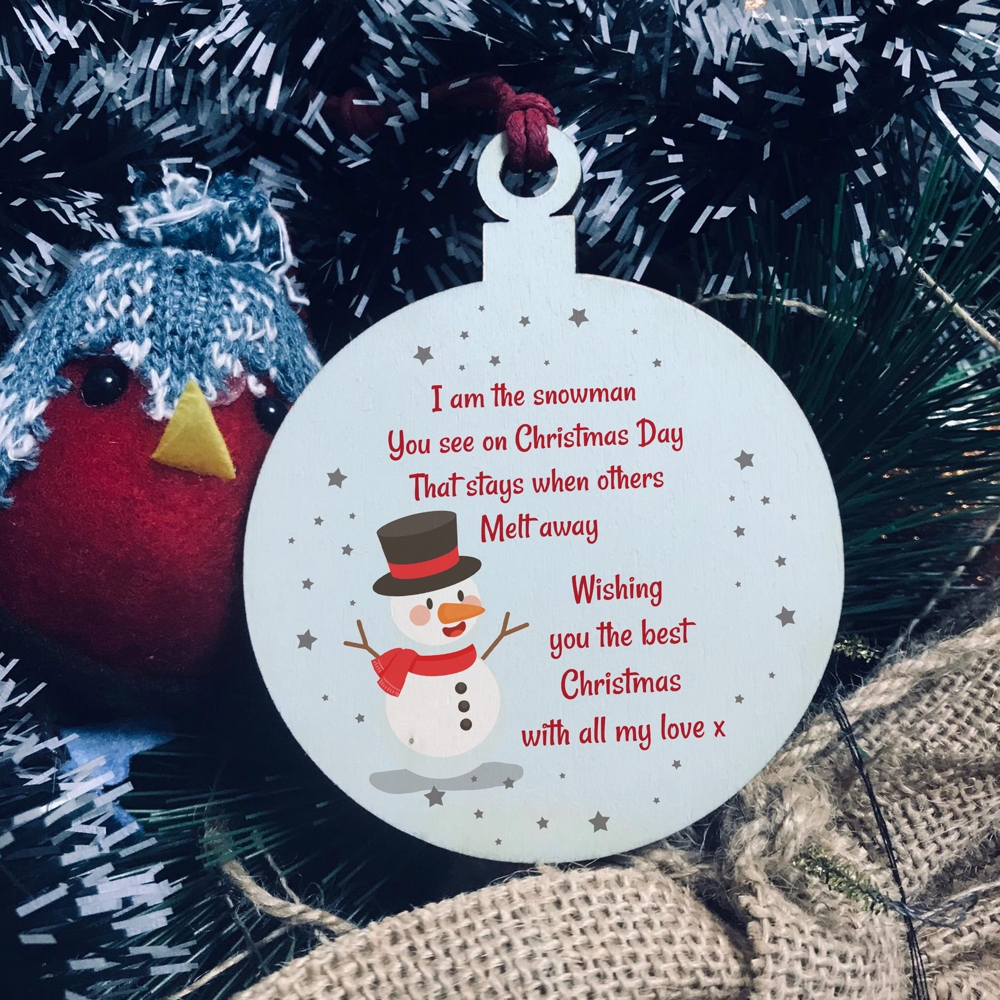 I am the snowman
You see on Christmas Day
That stays when others
Melt away
Wishing
you the best
Christmas
with all my love x